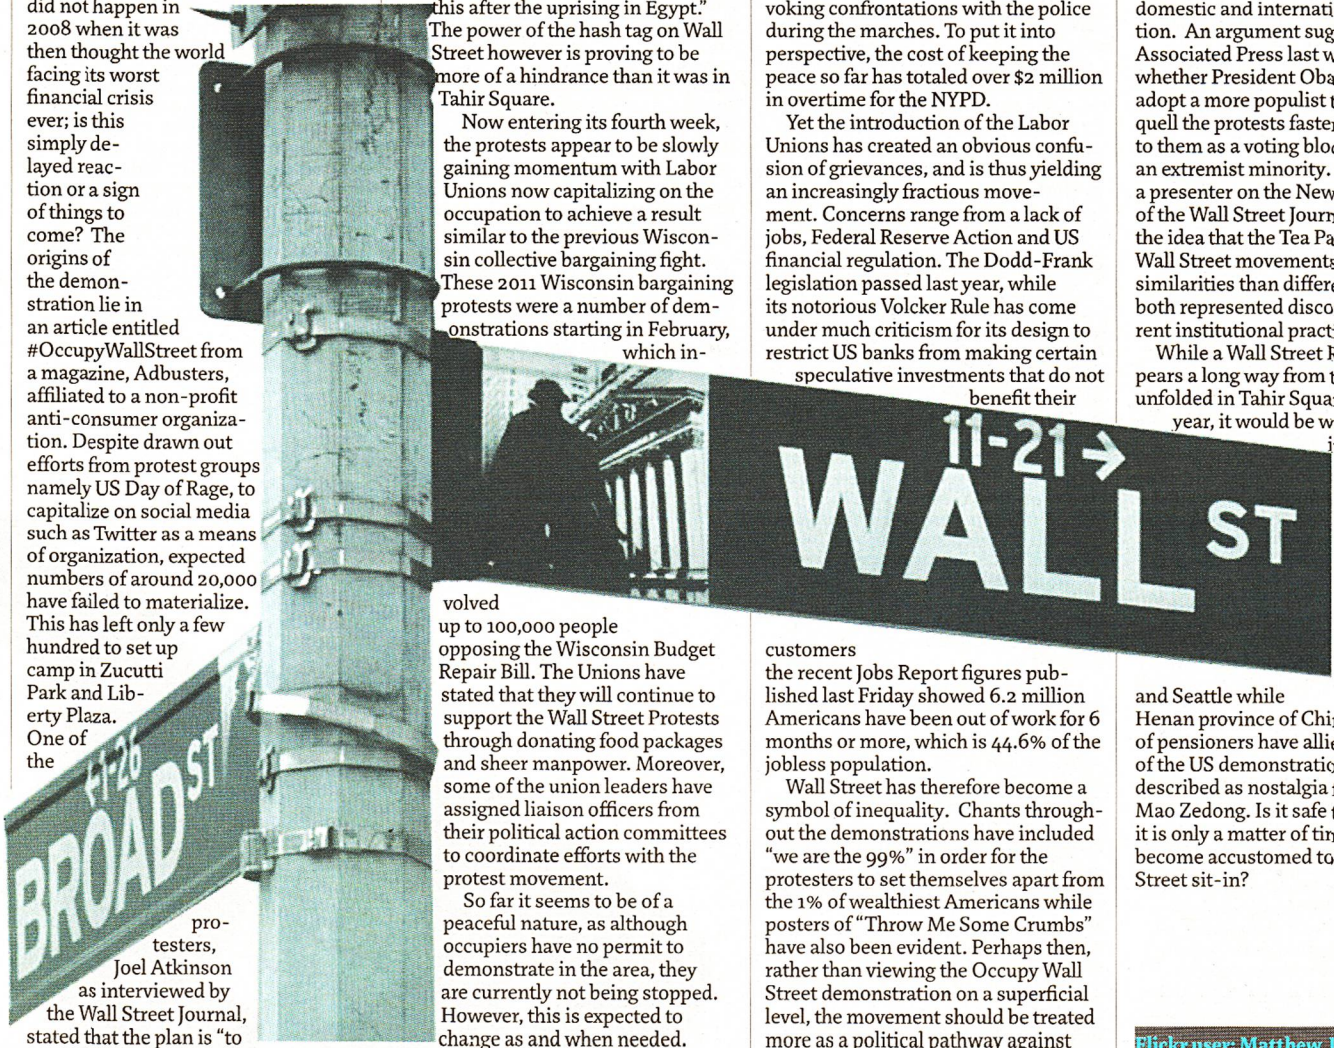 did not happen in
2008 when it was
then thought the world
facing its worst
financial crisis
ever; is this
simply de-
layed reac-
tion or a sign
of things to
come? The
origins of
the demon-
stration lie in
an article entitled
#OccupyWallStreet from
a magazine, Adbusters,
affiliated to a non-profit
anti-consumer organiza-
tion. Despite drawn out
efforts from protest groups
namely US Day of Rage, to
capitalize on social media
such as Twitter as a means
of organization, expected
numbers of around 20,000
have failed to materialize.
This has left only a few
hundred to set up
camp in Zucutti
Park and Lib-
erty Plaza.
One of
the
BROAD ST
pro-
testers,
Joel Atkinson
as interviewed by
the Wall Street Journal,
stated that the plan is “to
this after the uprising in Egypt.”
The power of the hash tag on Wall
Street however is proving to be
more of a hindrance than it was in
Tahir Square.
Now entering its fourth week,
the protests appear to be slowly
gaining momentum with Labor
Unions now capitalizing on the
occupation to achieve a result
similar to the previous Wiscon-
sin collective bargaining fight.
These 2011 Wisconsin bargaining
protests were a number of dem-
onstrations starting in February,
which in-
volved
up to 100,000 people
opposing the Wisconsin Budget
Repair Bill. The Unions have
stated that they will continue to
support the Wall Street Protests
through donating food packages
and sheer manpower. Moreover,
some of the union leaders have
assigned liaison officers from
their political action committees
to coordinate efforts with the
protest movement.
So far it seems to be of a
peaceful nature, as although
occupiers have no permit to
demonstrate in the area, they
are currently not being stopped.
However, this is expected to
change as and when needed.
voking confrontations with the police
during the marches. To put it into
perspective, the cost of keeping the
peace so far has totaled over $2 million
in overtime for the NYPD.
Yet the introduction of the Labor
Unions has created an obvious confu-
sion of grievances, and is thus yielding
an increasingly fractious move-
ment. Concerns range from a lack of
jobs, Federal Reserve Action and US
financial regulation. The Dodd-Frank
legislation passed last year, while
its notorious Volcker Rule has come
under much criticism for its design to
restrict US banks from making certain
speculative investments that do not
benefit their
11-21→
WALL ST
customers
the recent Jobs Report figures pub-
lished last Friday showed 6.2 million
Americans have been out of work for 6
months or more, which is 44.6% of the
jobless population.
Wall Street has therefore become a
symbol of inequality. Chants through-
out the demonstrations have included
“we are the 99%” in order for the
protesters to set themselves apart from
the 1% of wealthiest Americans while
posters of “Throw Me Some Crumbs”
have also been evident. Perhaps then,
rather than viewing the Occupy Wall
Street demonstration on a superficial
level, the movement should be treated
more as a political pathway against
domestic and internati
tion. An argument sug
Associated Press last w
whether President Oba
adopt a more populist t
quell the protests faster
to them as a voting bloc
an extremist minority.
a presenter on the New
of the Wall Street Journ
the idea that the Tea Pa
Wall Street movements
similarities than differe
both represented disco
rent institutional pract
While a Wall Street R
pears a long way from t
unfolded in Tahir Squa
year, it would be w
and Seattle while
Henan province of Chi
of pensioners have allie
of the US demonstratio
described as nostalgia
Mao Zedong. Is it safe
it is only a matter of tim
become accustomed to
Street sit-in?
Flickr user: Matthew